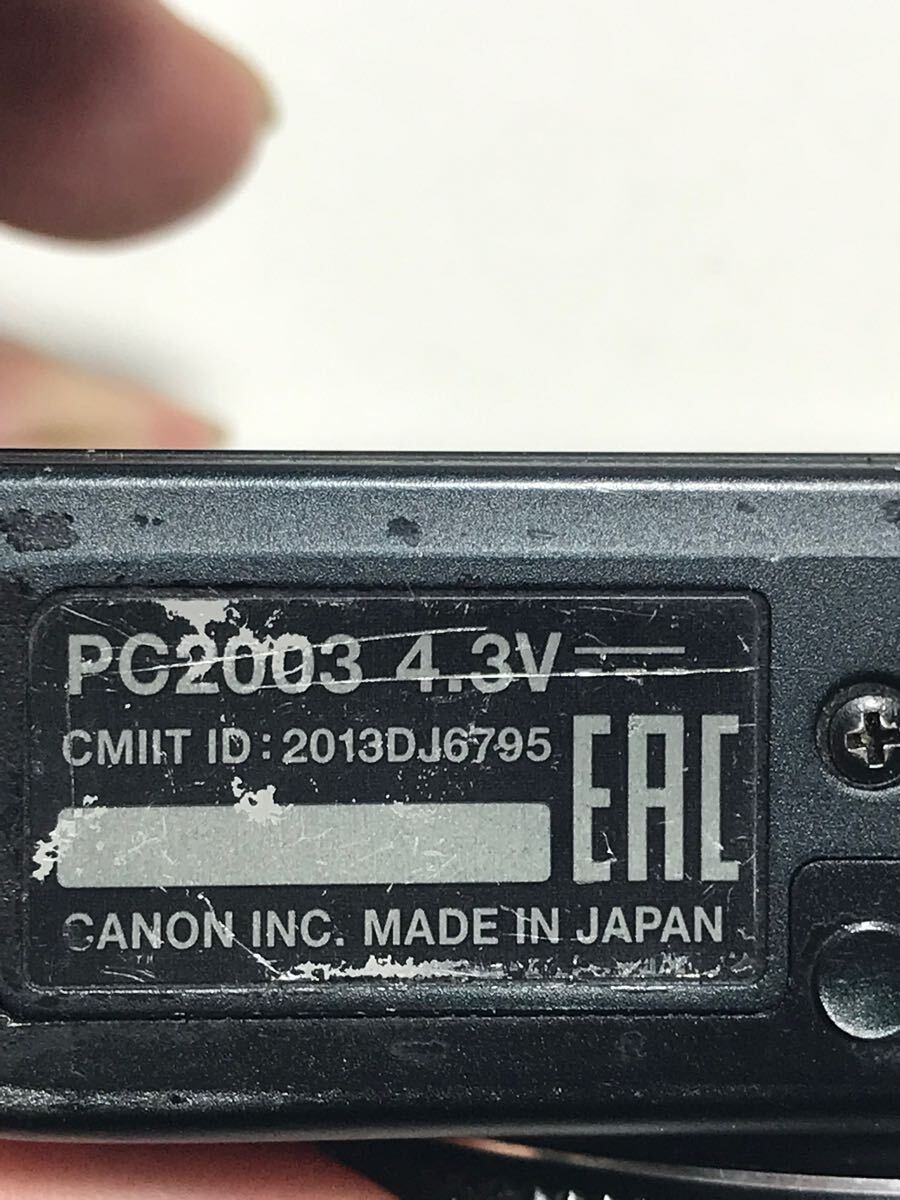 PC2003 4.3V
CMIIT ID: 2013DJ6795
EAC
CANON INC. MADE IN JAPAN